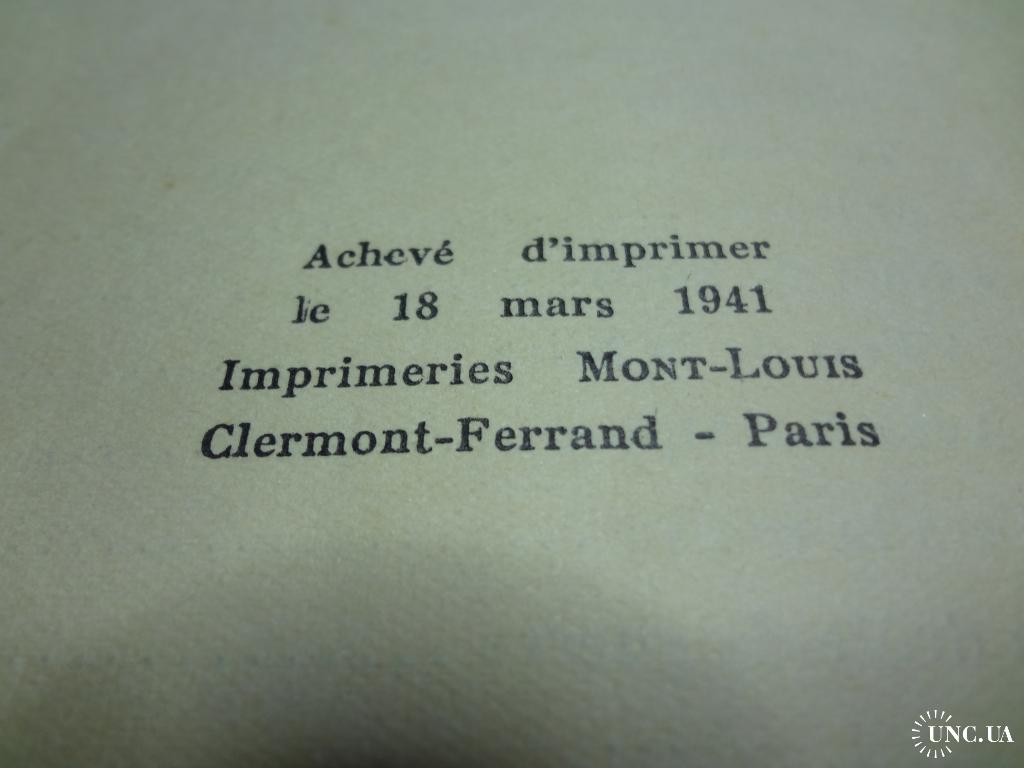 Achevé d'imprimer
le 18 mars 1941
Imprimeries MONT-LOUIS
Clermont-Ferrand - Paris
UNC.UA